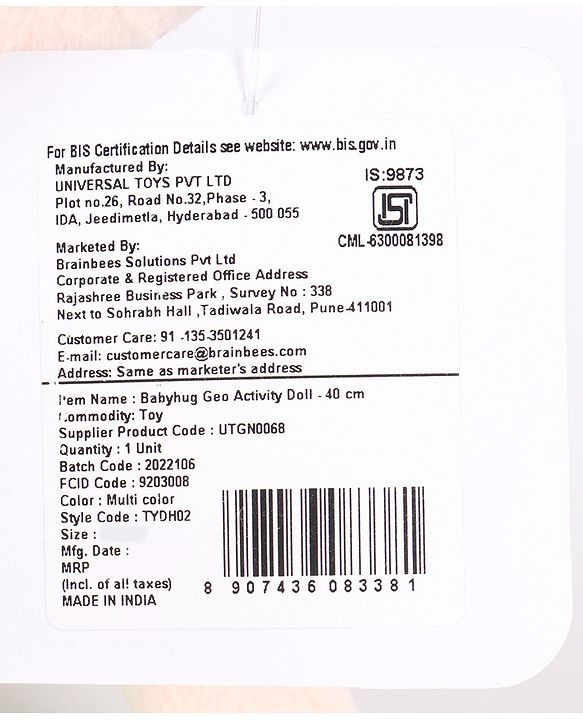 For BIS Certification Details see website: www.bis.gov.in
Manufactured By:
UNIVERSAL TOYS PVT LTD
Plot no.26, Road No.32,Phase - 3,
IDA, Jeedimetla, Hyderabad - 500 055
IS:9873
ISI
CML-6300081398
Marketed By:
Brainbees Solutions Pvt Ltd
Corporate & Registered Office Address
Rajashree Business Park , Survey No : 338
Next to Sohrabh Hall ,Tadiwala Road, Pune-411001
Customer Care: 91 -135-3501241
E-mail: customercare@brainbees.com
Address: Same as marketer's address
Item Name : Babyhug Geo Activity Doll - 40 cm
Commodity: Toy
Supplier Product Code : UTGN0068
Quantity : 1 Unit
Batch Code : 2022106
FCID Code : 9203008
Color : Multi color
Style Code : TYDH02
Size :
Mfg. Date :
MRP
(Incl. of all taxes)
MADE IN INDIA
8 907436 083381